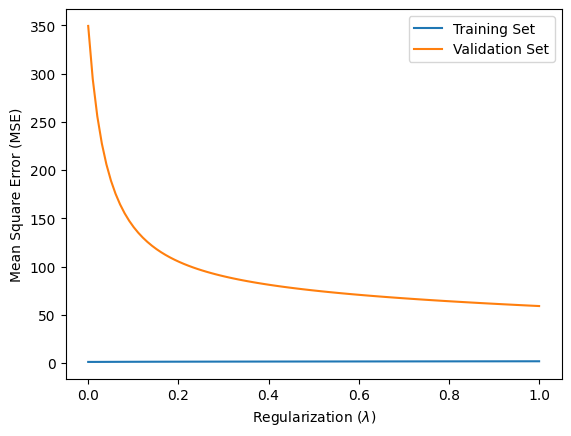 350
300
250
200
150
100
50
0
Mean Square Error (MSE)
Training Set
Validation Set
0.0 0.2 0.4 0.6 0.8 1.0
Regularization (λ)